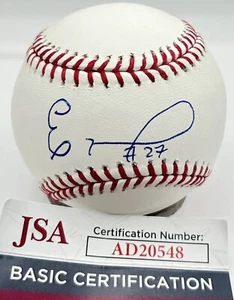 #27
JSA
Certification Number:
AD20548
BASIC CERTIFICATION